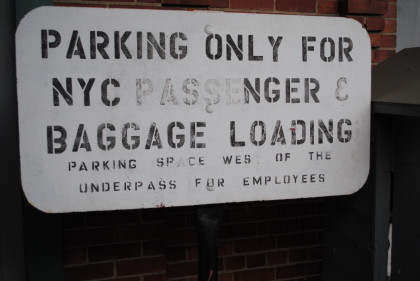 PARKING ONLY FOR
NYC PASSENGER &
BAGGAGE LOADING
PARKING SPACE WEST OF THE
UNDERPASS FOR EMPLOYEES